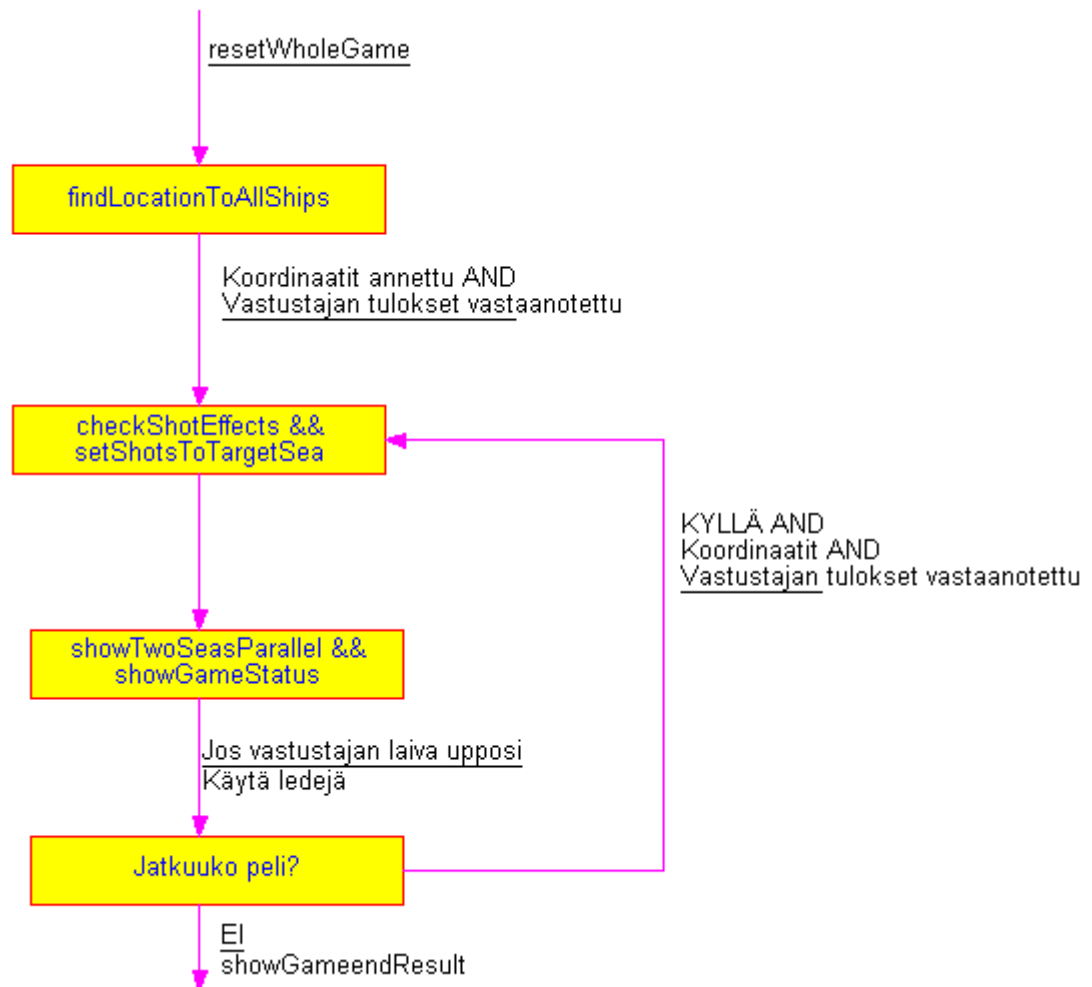 resetWholeGame
findLocationToAllShips
Koordinaatit annettu AND
Vastustajan tulokset vastaanotettu
checkShotEffects &&
setShotsToTargetSea
KYLLÄ AND
Koordinaatit AND
Vastustajan tulokset vastaanotettu
showTwoSeasParallel &&
showGameStatus
Jos vastustajan laiva upposi
Käytä ledejä
Jatkuuko peli?
EI
showGameendResult